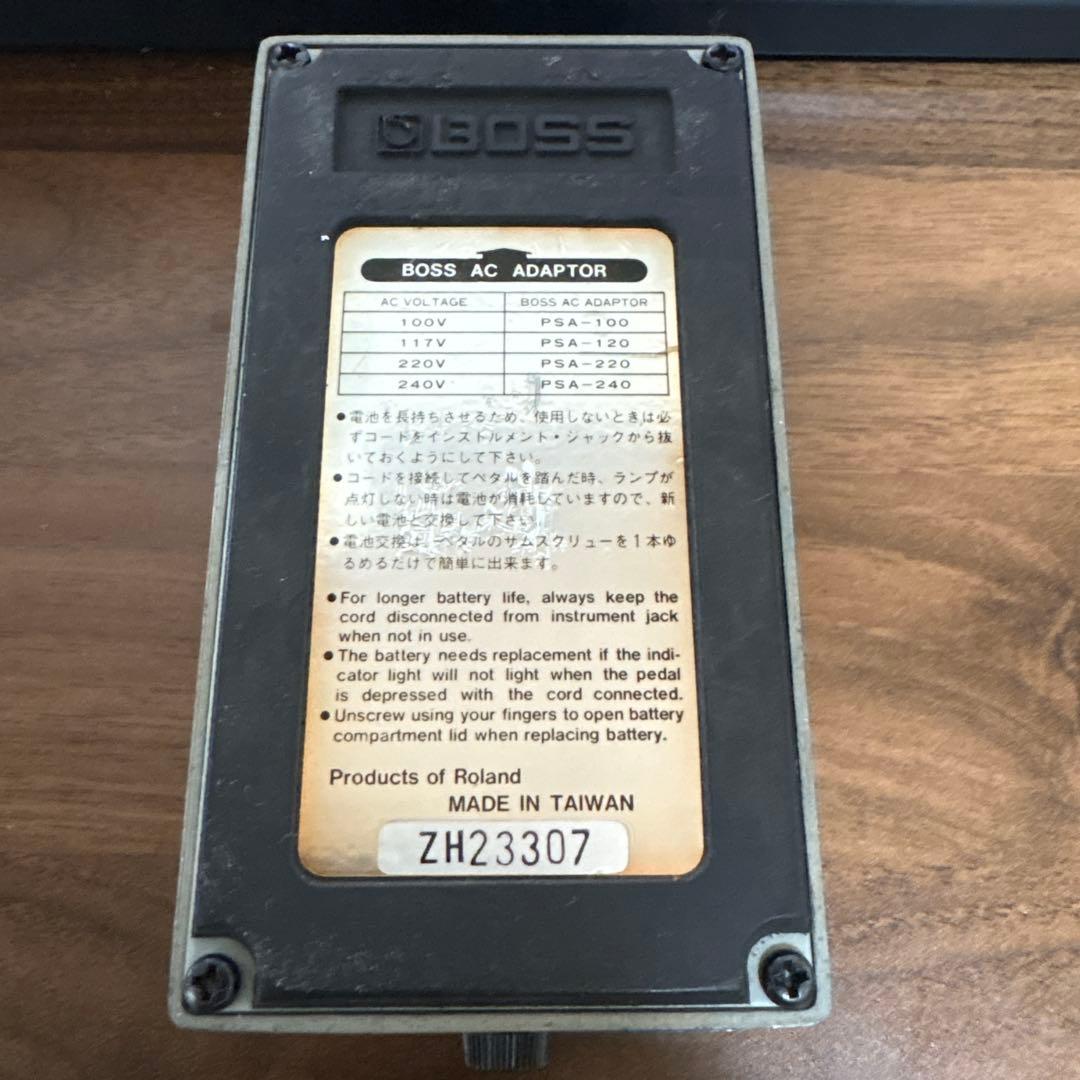 BOSS
BOSS AC ADAPTOR
AC VOLTAGE BOSS AC ADAPTOR
100V PSA-100
117V PSA-120
220V PSA-220
240V PSA-240
●電池を長持ちさせるため、使用しないときは必
ずコードをインストルメント・ジャックから抜
いておくようにして下さい。
●コードを接続してペダルを踏んだ時、ランプが
点灯しない時は電池が消耗していますので、新
しい電池と交換して下さい。
●電池交換は、ペダルのサムスクリューを1本ゆ
るめるだけで簡単に出来ます。
●For longer battery life, always keep the
cord disconnected from instrument jack
when not in use.
●The battery needs replacement if the indi-
cator light will not light when the pedal
is depressed with the cord connected.
●Unscrew using your fingers to open battery
compartment lid when replacing battery.
Products of Roland
MADE IN TAIWAN
ZH23307